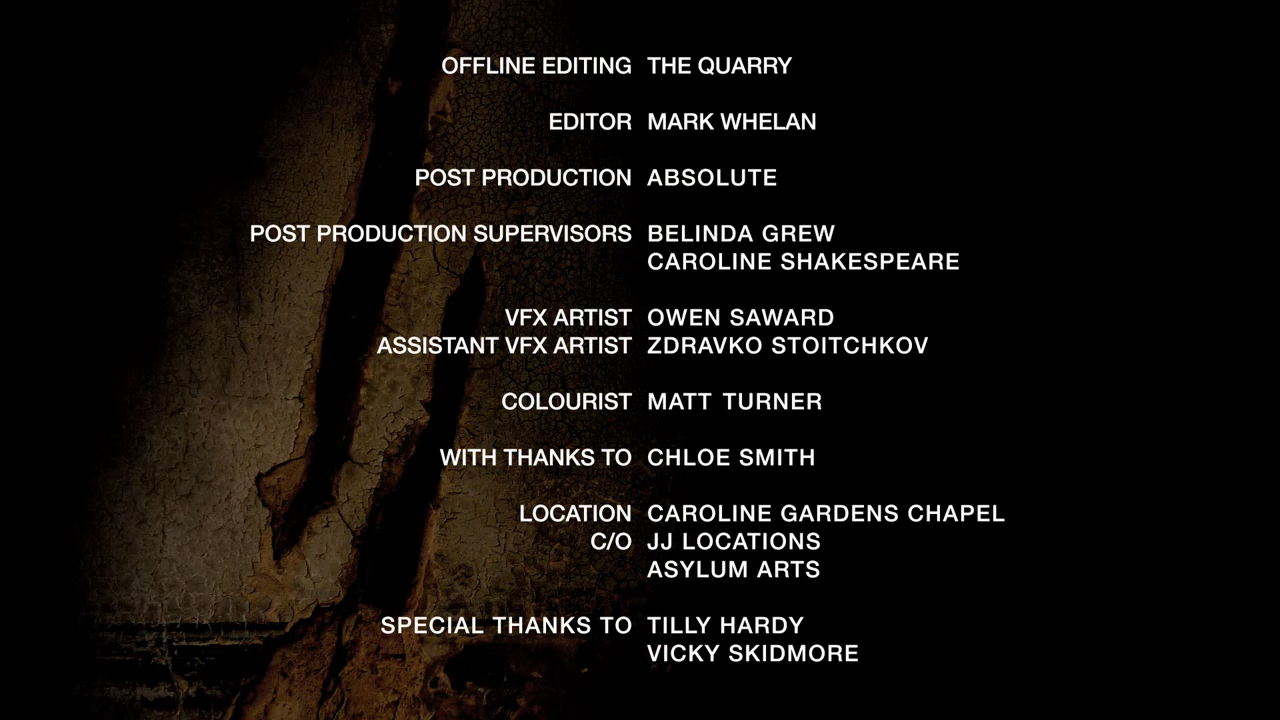 OFFLINE EDITING THE QUARRY
EDITOR MARK WHELAN
POST PRODUCTION ABSOLUTE
POST PRODUCTION SUPERVISORS BELINDA GREW
CAROLINE SHAKESPEARE
VFX ARTIST OWEN SAWARD
ASSISTANT VFX ARTIST ZDRAVKO STOITCHKOV
COLOURIST MATT TURNER
WITH THANKS TO CHLOE SMITH
LOCATION CAROLINE GARDENS CHAPEL
C/O JJ LOCATIONS
ASYLUM ARTS
SPECIAL THANKS TO TILLY HARDY
VICKY SKIDMORE